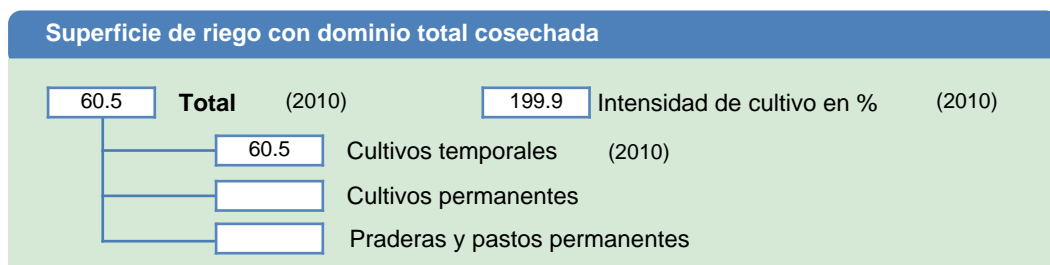 Superficie de riego con dominio total cosechada
60.5 Total (2010) 199.9 Intensidad de cultivo en % (2010)
60.5 Cultivos temporales (2010)
Cultivos permanentes
Praderas y pastos permanentes